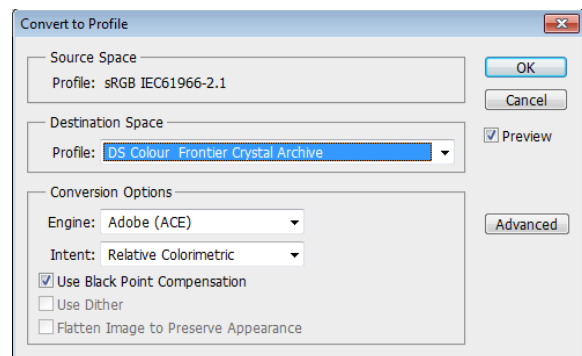 Convert to Profile
Source Space
Profile: sRGB IEC61966-2.1
OK
Cancel
Destination Space
Preview
Profile: DS Colour Frontier Crystal Archive
Conversion Options
Engine: Adobe (ACE)
Advanced
Intent: Relative Colorimetric
Use Black Point Compensation
Use Dither
Flatten Image to Preserve Appearance